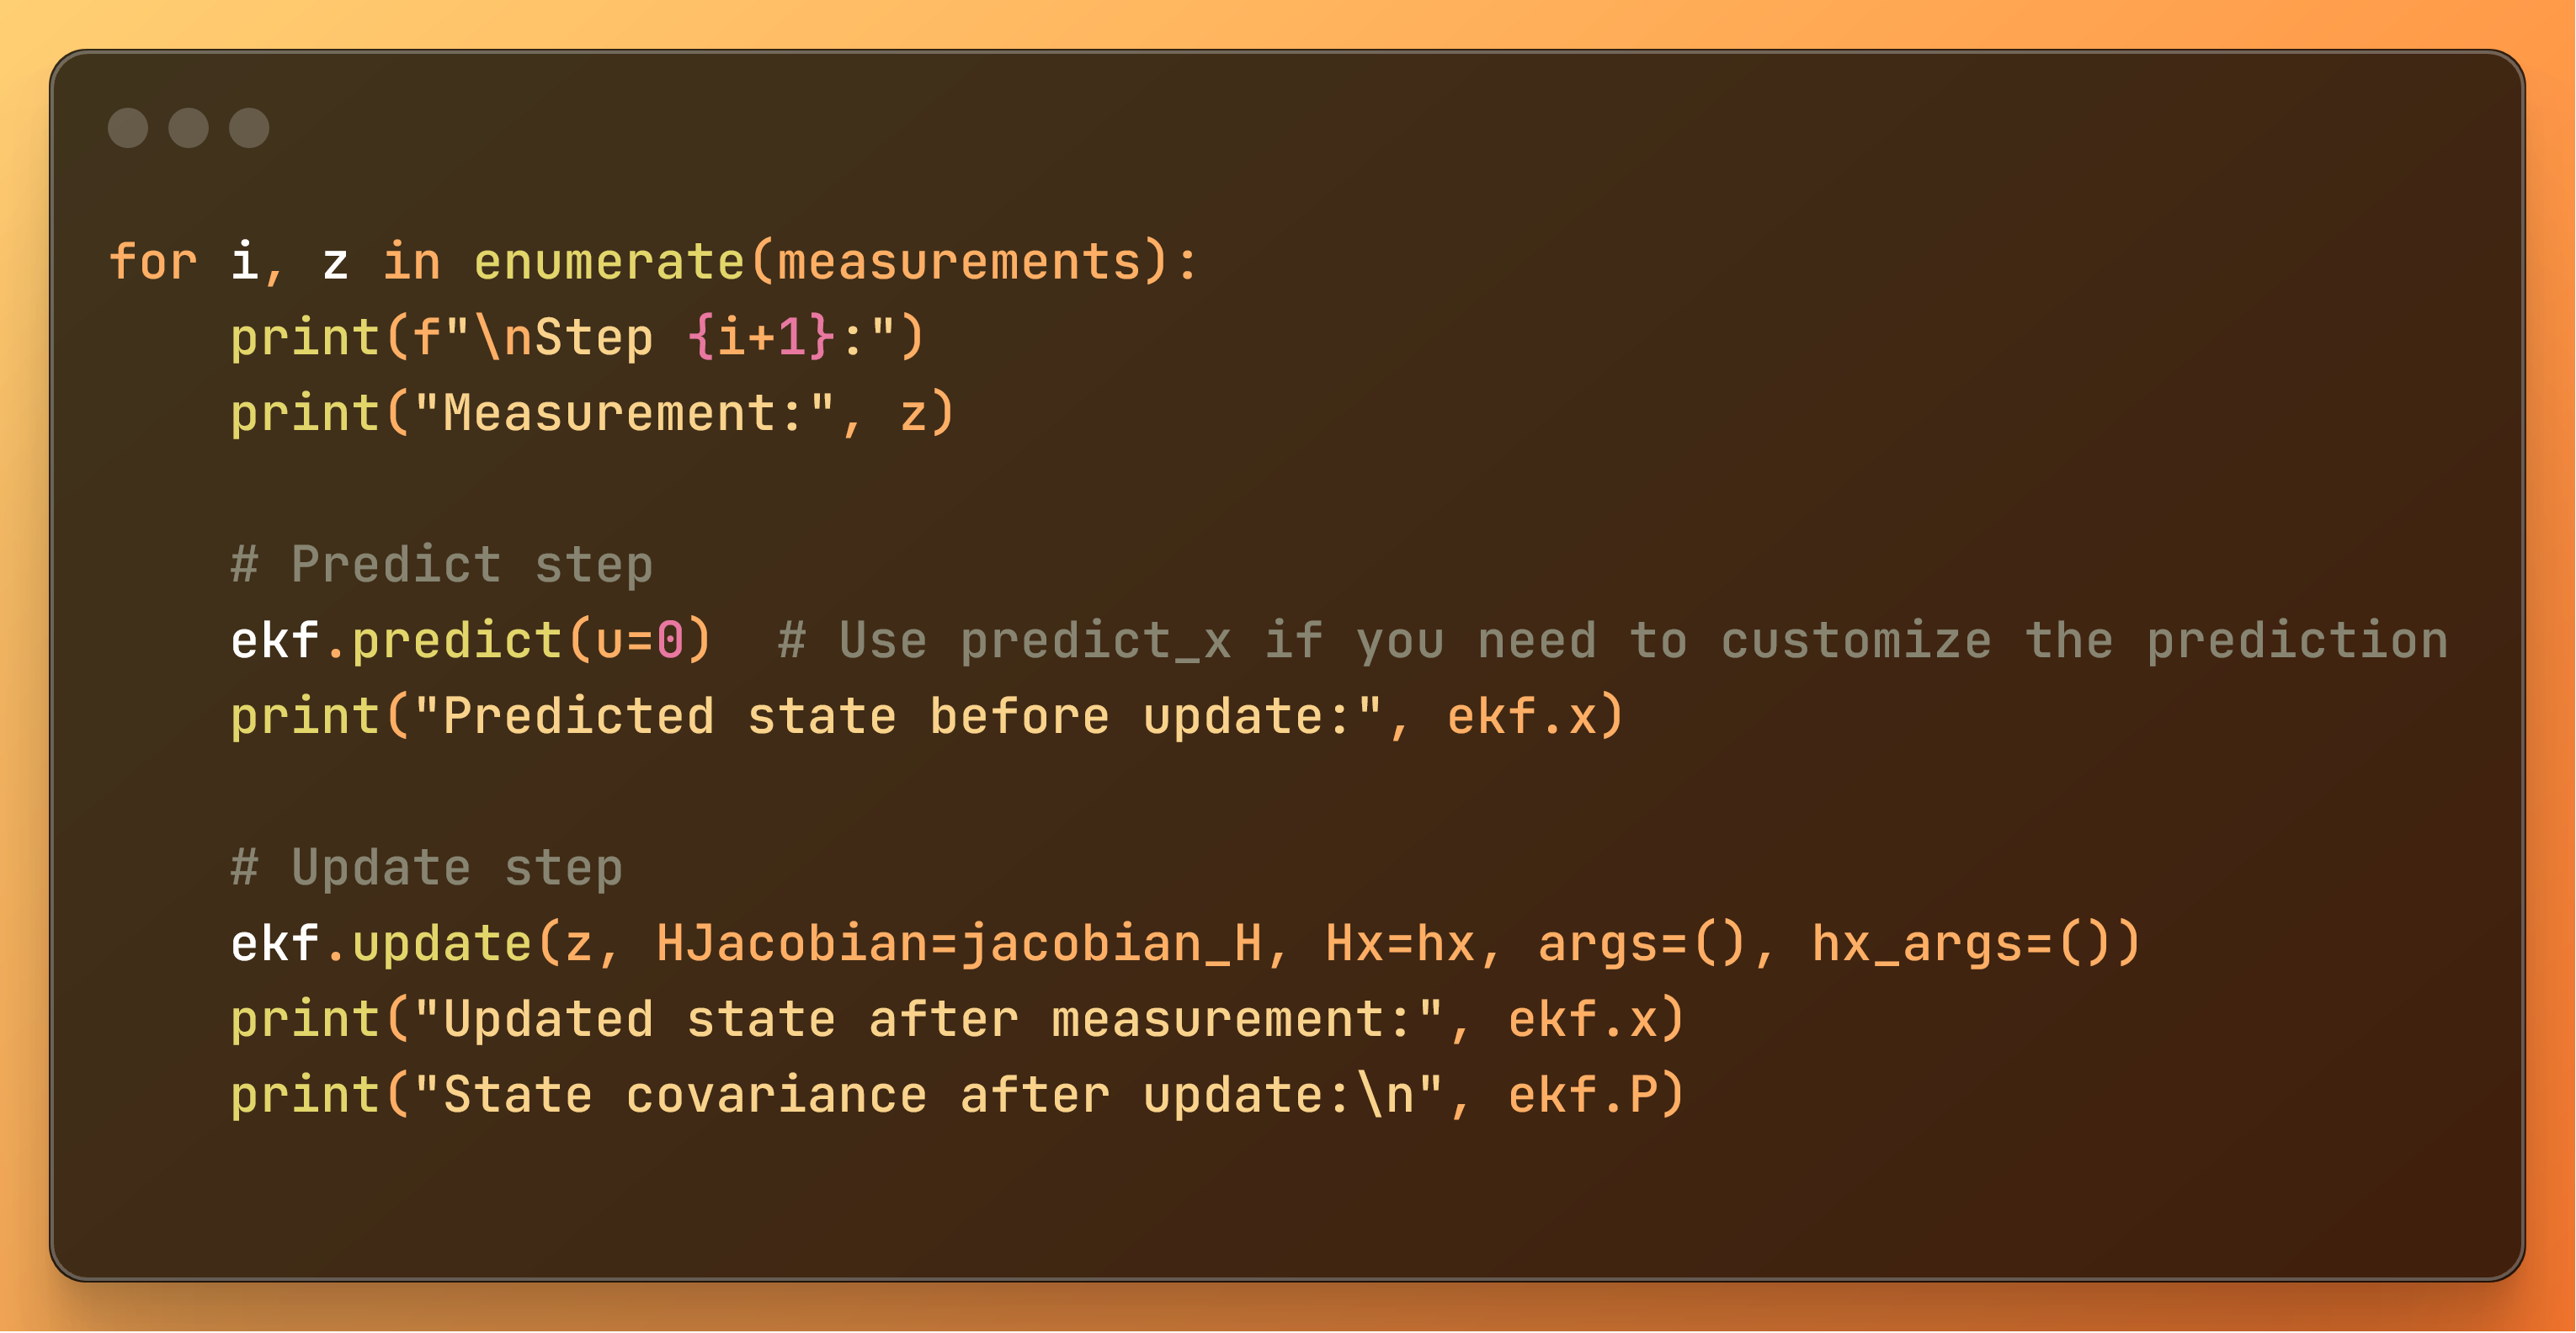 for i, z in enumerate(measurements):
    print(f"\nStep {i+1}:")
    print("Measurement:", z)
    # Predict step
    ekf.predict(u=0)  # Use predict_x if you need to customize the prediction
    print("Predicted state before update:", ekf.x)
    # Update step
    ekf.update(z, HJacobian=jacobian_H, Hx=hx, args=(), hx_args=())
    print("Updated state after measurement:", ekf.x)
    print("State covariance after update:\n", ekf.P)